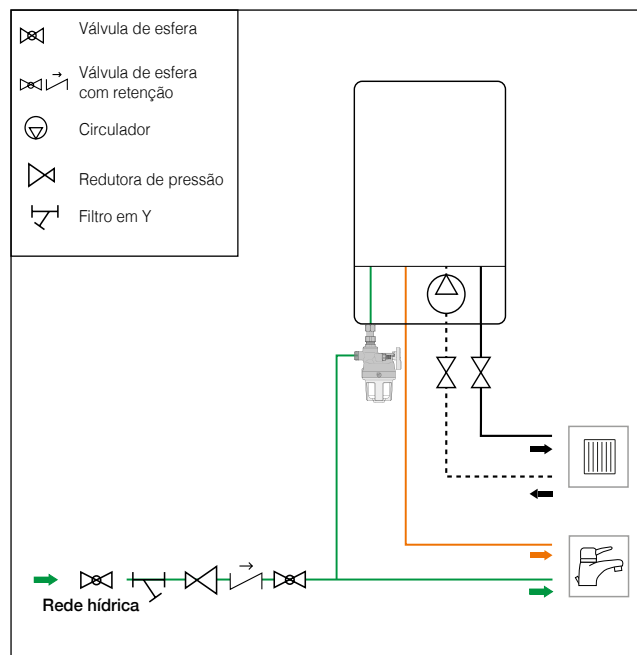 Válvula de esfera
Válvula de esfera
com retenção
Circulador
Redutora de pressão
Filtro em Y
Rede hídrica